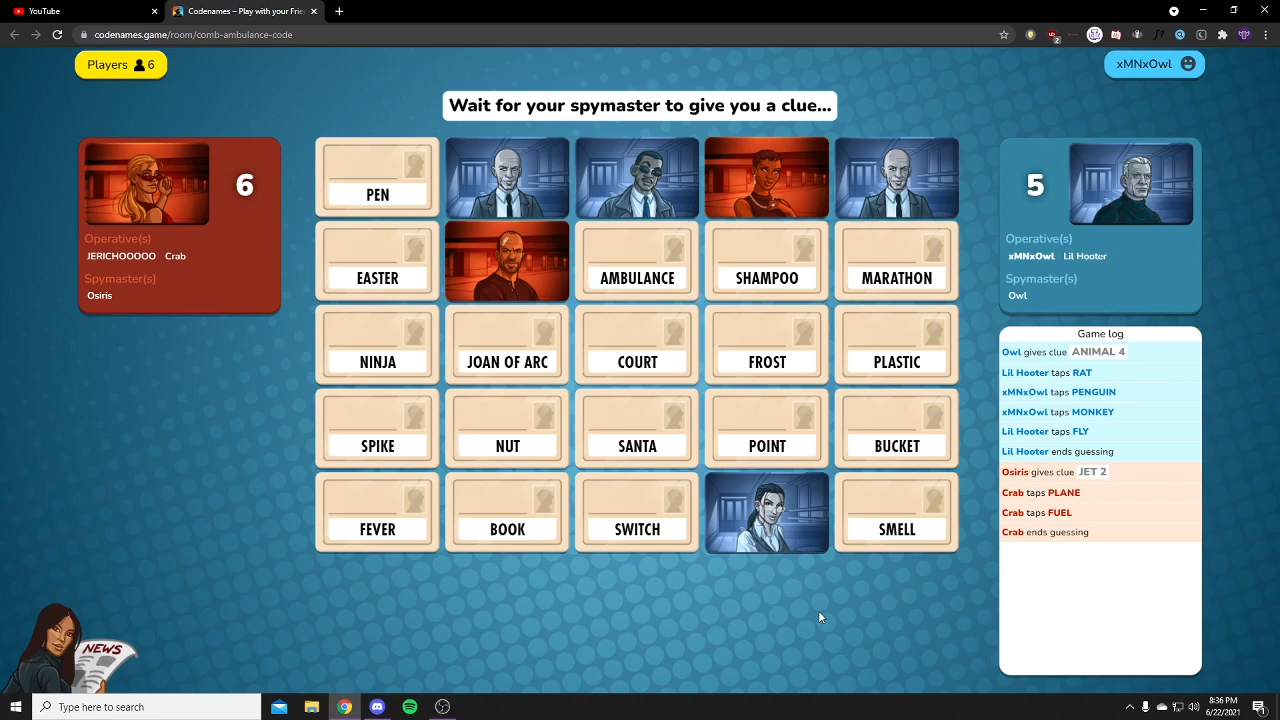 YouTube
Codenames – Play with your Frie
codenames.game/room/comb-ambulance-code
Players 6
xMNxOwl
Wait for your spymaster to give you a clue...
6
Operative(s)
JERICHOOOOO Crab
Spymaster(s)
Osiris
5
Operative(s)
xMNxOwl Lil Hooter
Spymaster(s)
Owl
PEN
EASTER
AMBULANCE
SHAMPOO
MARATHON
NINJA
JOAN OF ARC
COURT
FROST
PLASTIC
SPIKE
NUT
SANTA
POINT
BUCKET
FEVER
BOOK
SWITCH
SMELL
Game log
Owl gives clue ANIMAL 4
Lil Hooter taps RAT
xMNxOwl taps PENGUIN
xMNxOwl taps MONKEY
Lil Hooter taps FLY
Lil Hooter ends guessing
Osiris gives clue JET 2
Crab taps PLANE
Crab taps FUEL
Crab ends guessing
NEWS
Type here to search
8:36 PM
6/22/2021